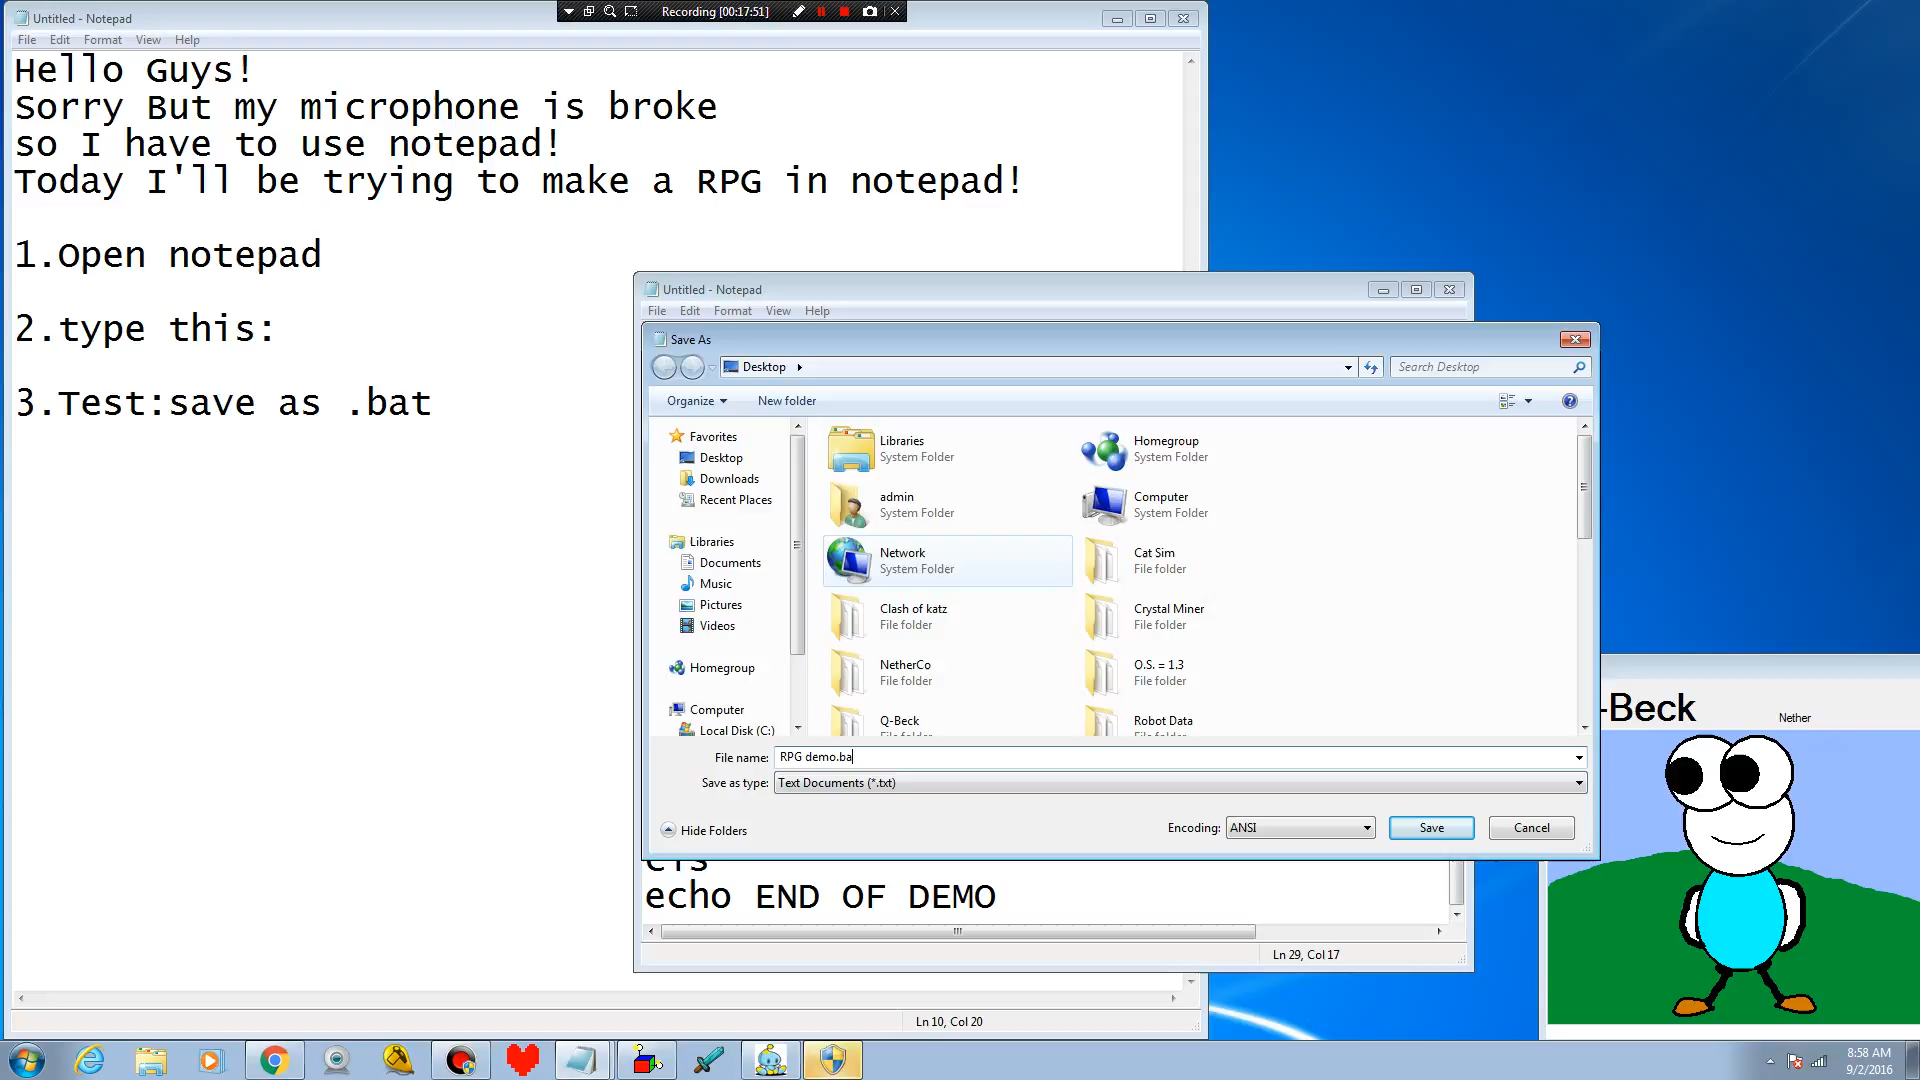 Untitled - Notepad
Recording [00:17:51]
File Edit Format View Help
Hello Guys!
Sorry But my microphone is broke
so I have to use notepad!
Today I'll be trying to make a RPG in notepad!
1.Open notepad
2.type this:
3.Test:save as .bat
Ln 10, Col 20
Untitled - Notepad
File Edit Format View Help
Save As
Desktop
Search Desktop
Organize New folder
Favorites
Desktop
Downloads
Recent Places
Libraries
Documents
Music
Pictures
Videos
Homegroup
Computer
Local Disk (C:)
Libraries
System Folder
Homegroup
System Folder
admin
System Folder
Computer
System Folder
Network
System Folder
Cat Sim
File folder
Clash of katz
File folder
Crystal Miner
File folder
NetherCo
File folder
O.S. = 1.3
File folder
Q-Beck
Robot Data
File name: RPG demo.ba
Save as type: Text Documents (*.txt)
Hide Folders
Encoding: ANSI
Save
Cancel
cls
echo END OF DEMO
Ln 29, Col 17
-Beck
Nether
8:58 AM
9/2/2016